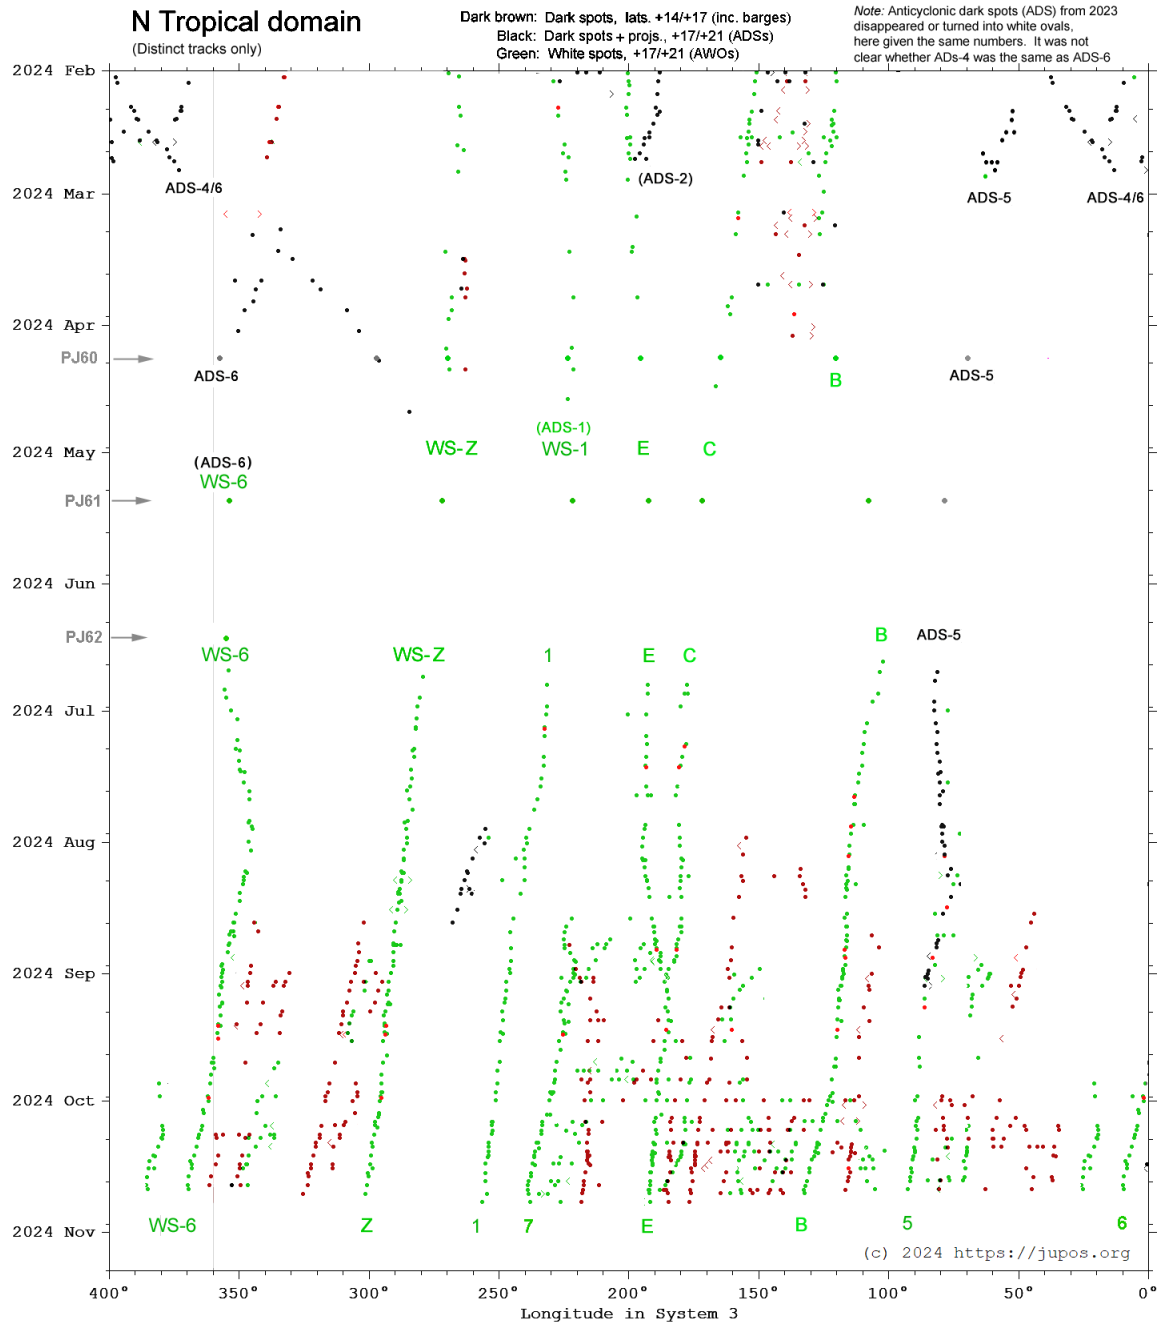 N Tropical domain
(Distinct tracks only)
Dark brown: Dark spots, lats. +14/+17 (inc. barges)
Black: Dark spots + projs., +17/+21 (ADSs)
Green: White spots, +17/+21 (AWOs)
Note: Anticyclonic dark spots (ADS) from 2023
disappeared or turned into white ovals,
here given the same numbers. It was not
clear whether ADs-4 was the same as ADS-6
2024 Feb
ADS-4/6
(ADS-2)
ADS-5
ADS-4/6
2024 Mar
2024 Apr
PJ60
ADS-6
B
ADS-5
(ADS-1)
WS-Z
WS-1
E
C
2024 May
(ADS-6)
WS-6
PJ61
2024 Jun
PJ62
B
ADS-5
WS-6
WS-Z
1
E
C
2024 Jul
2024 Aug
2024 Sep
2024 Oct
WS-6
Z
1
7
E
B
5
6
2024 Nov
(c) 2024 https://jupos.org
400°
350°
300°
250°
200°
150°
100°
50°
0°
Longitude in System 3